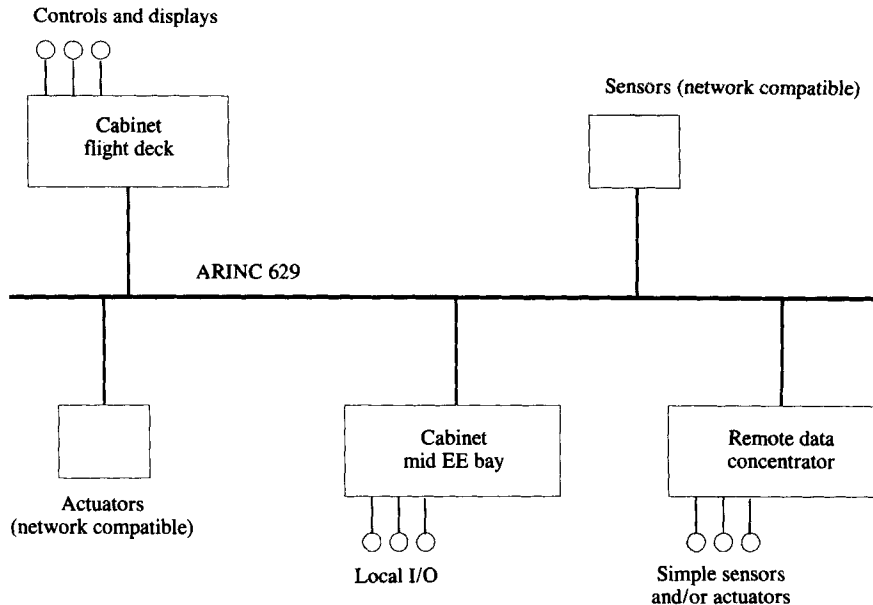 Controls and displays
Cabinet
flight deck
Sensors (network compatible)
ARINC 629
Actuators
(network compatible)
Cabinet
mid EE bay
Local I/O
Remote data
concentrator
Simple sensors
and/or actuators